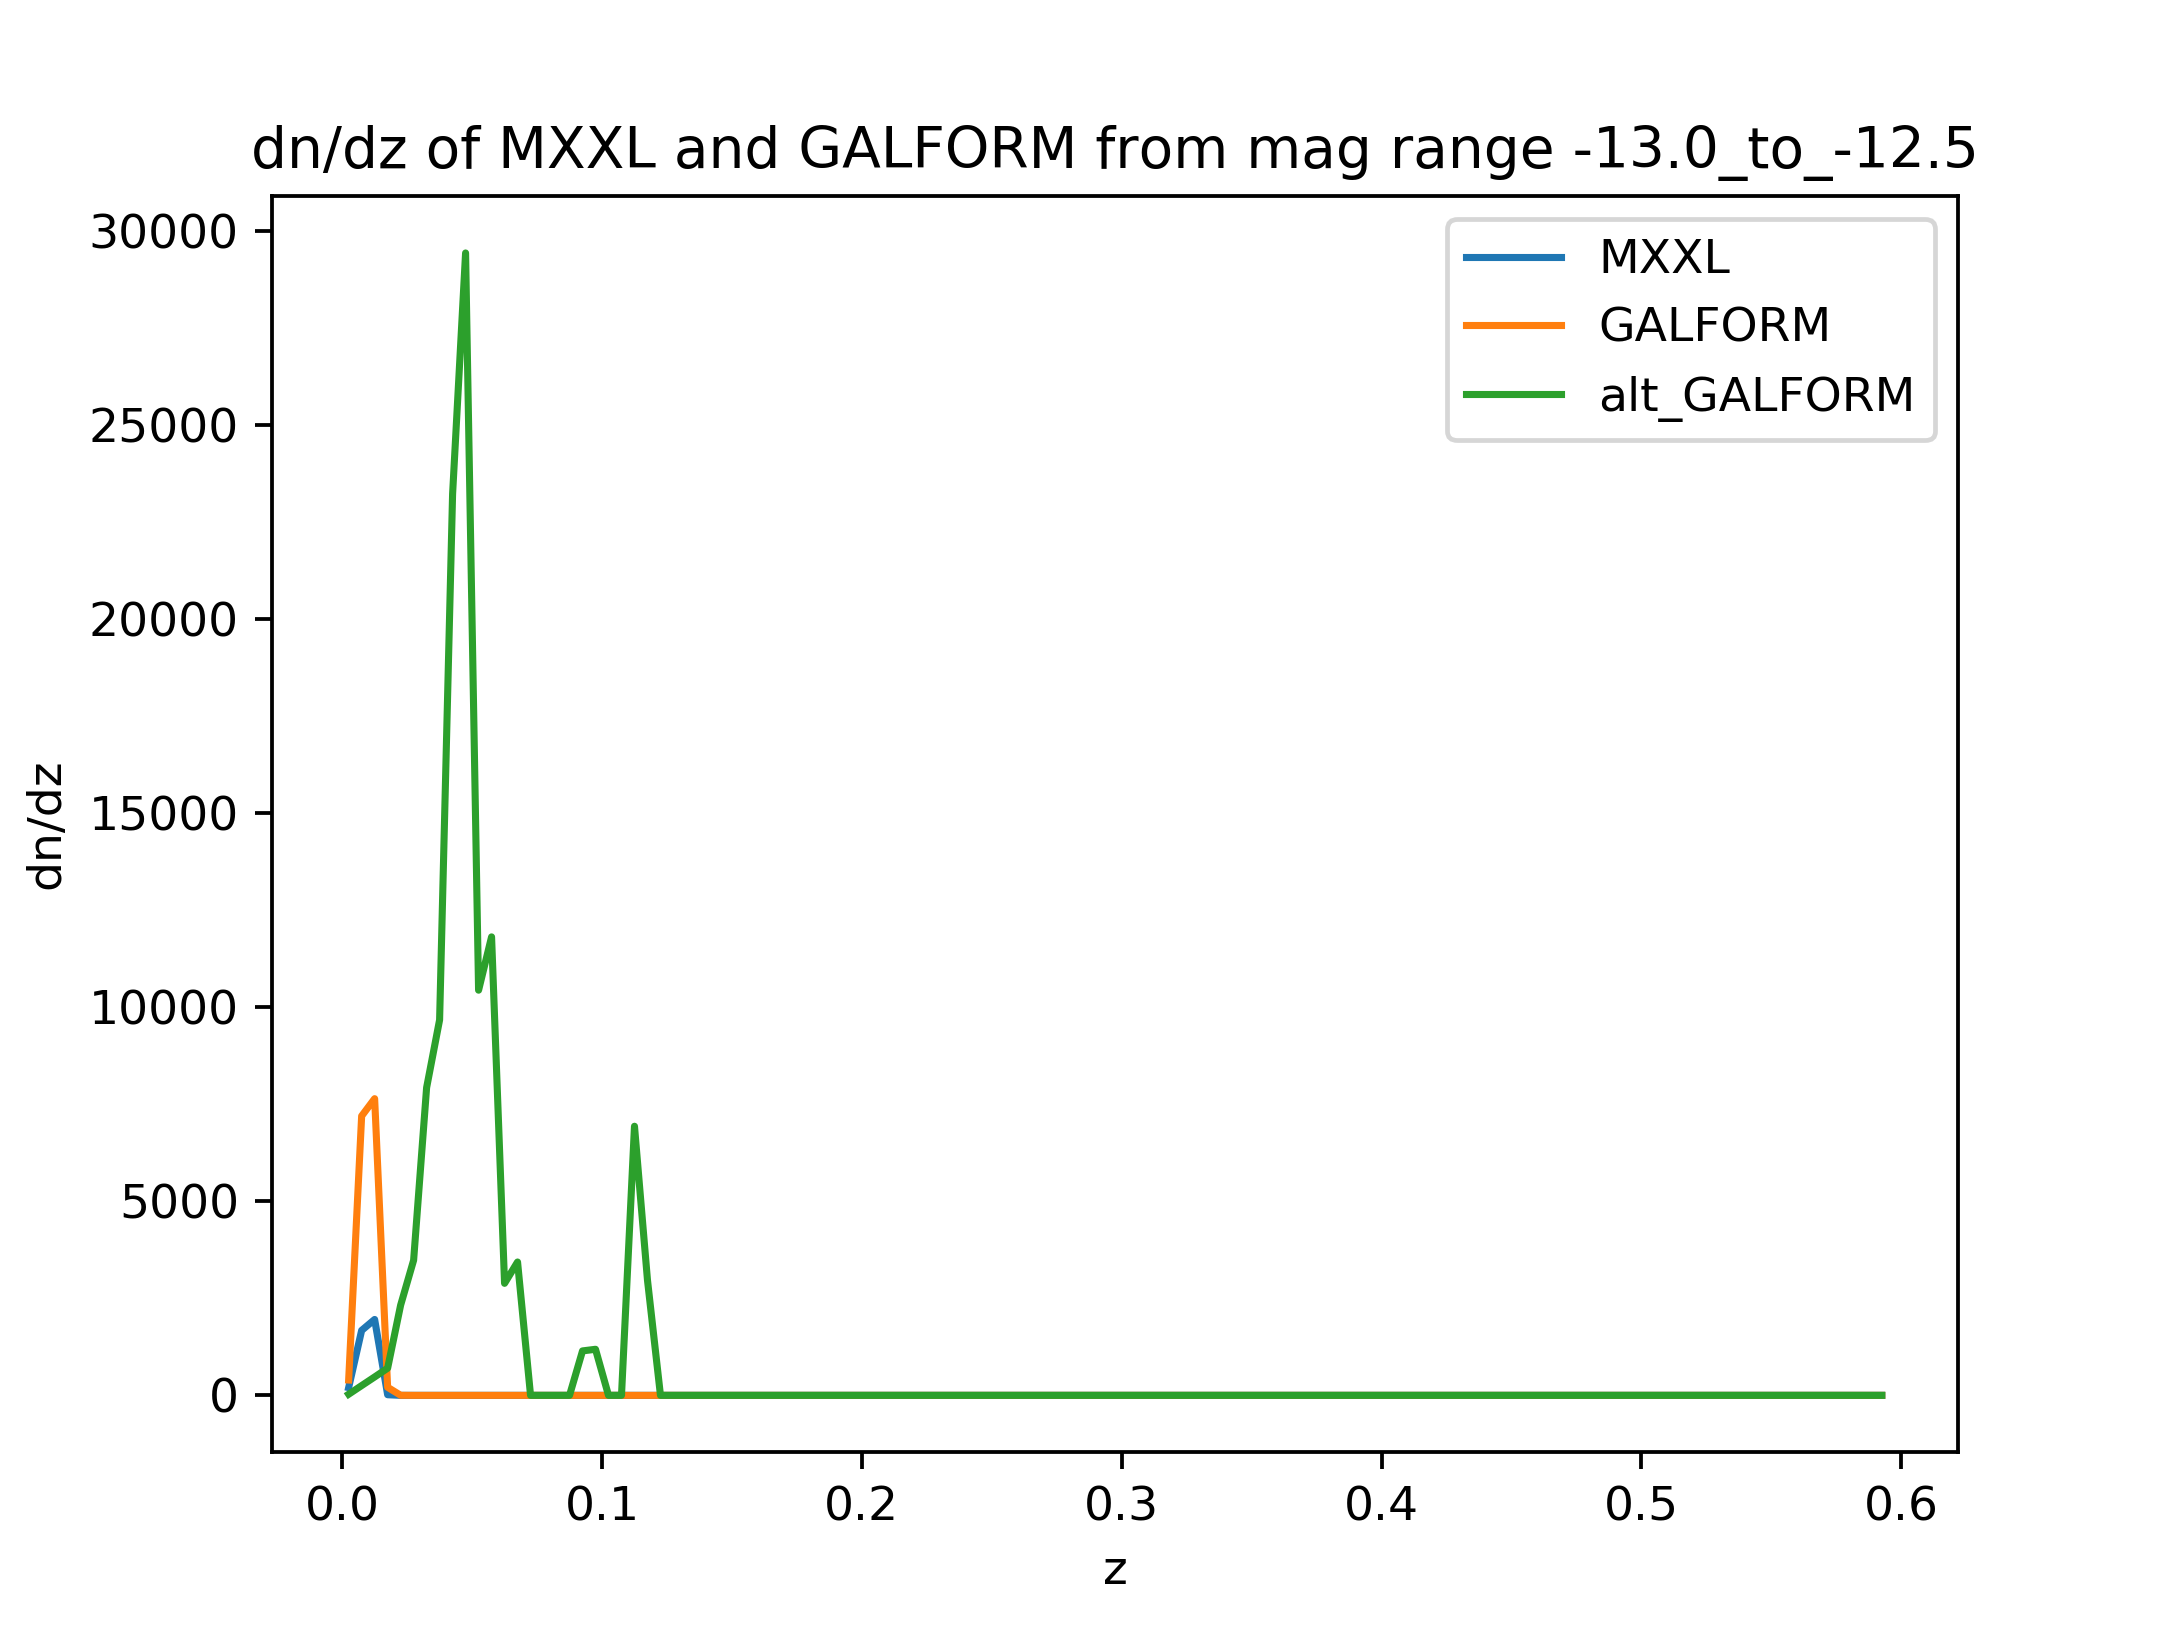 dn/dz of MXXL and GALFORM from mag range -13.0_to_-12.5
30000
25000
20000
15000
10000
5000
0
dn/dz
MXXL
GALFORM
alt_GALFORM
0.0 0.1 0.2 0.3 0.4 0.5 0.6
z